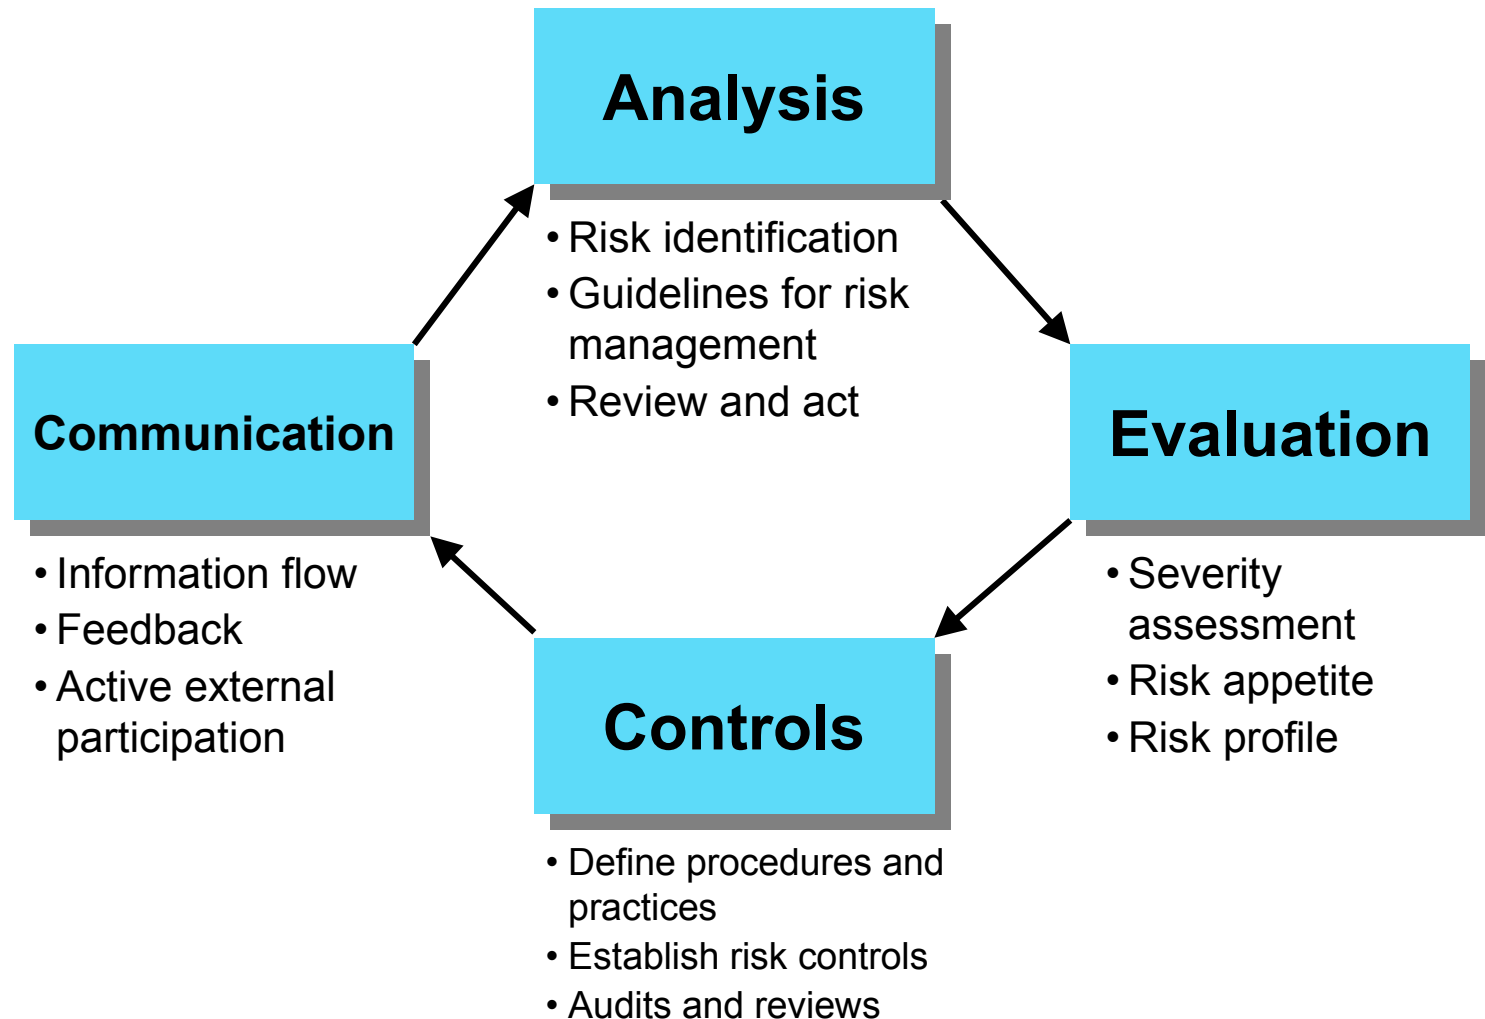 Analysis
• Risk identification
• Guidelines for risk
management
• Review and act
Communication
• Information flow
• Feedback
• Active external
participation
Evaluation
• Severity
assessment
• Risk appetite
• Risk profile
Controls
• Define procedures and
practices
• Establish risk controls
• Audits and reviews